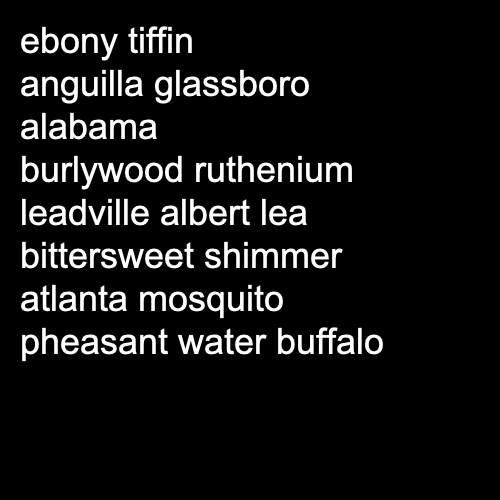 ebony tiffin
anguilla glassboro
alabama
burlywood ruthenium
leadville albert lea
bittersweet shimmer
atlanta mosquito
pheasant water buffalo